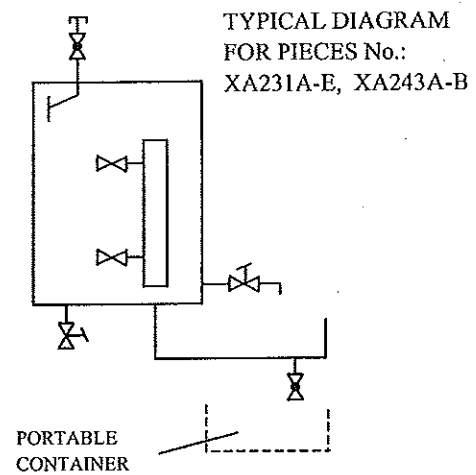 TYPICAL DIAGRAM
FOR PIECES No.:
XA231A-E, XA243A-B
PORTABLE
CONTAINER